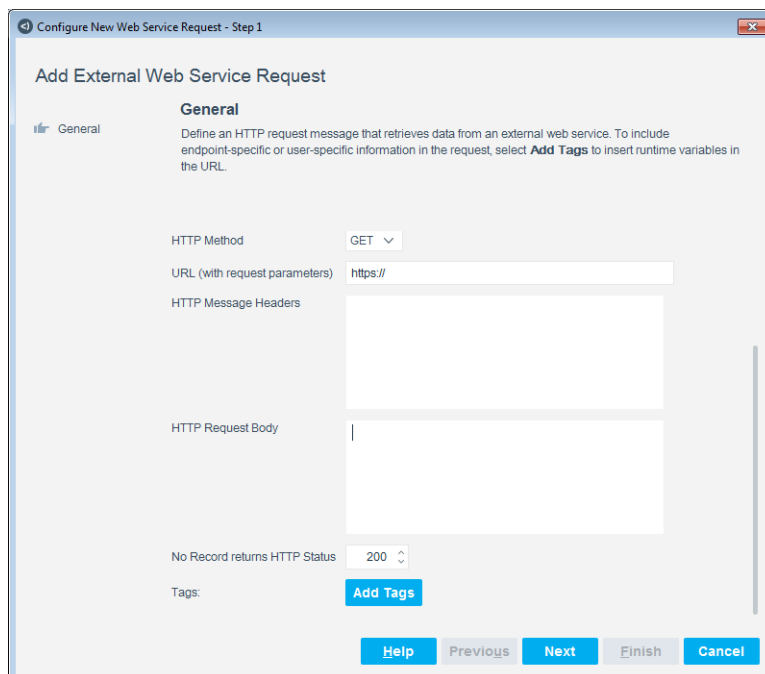 Configure New Web Service Request - Step 1
Add External Web Service Request
General
General
Define an HTTP request message that retrieves data from an external web service. To include
endpoint-specific or user-specific information in the request, select Add Tags to insert runtime variables in
the URL.
HTTP Method
GET
URL (with request parameters)
https://
HTTP Message Headers
HTTP Request Body
No Record returns HTTP Status
200
Tags:
Add Tags
Help
Previous
Next
Finish
Cancel